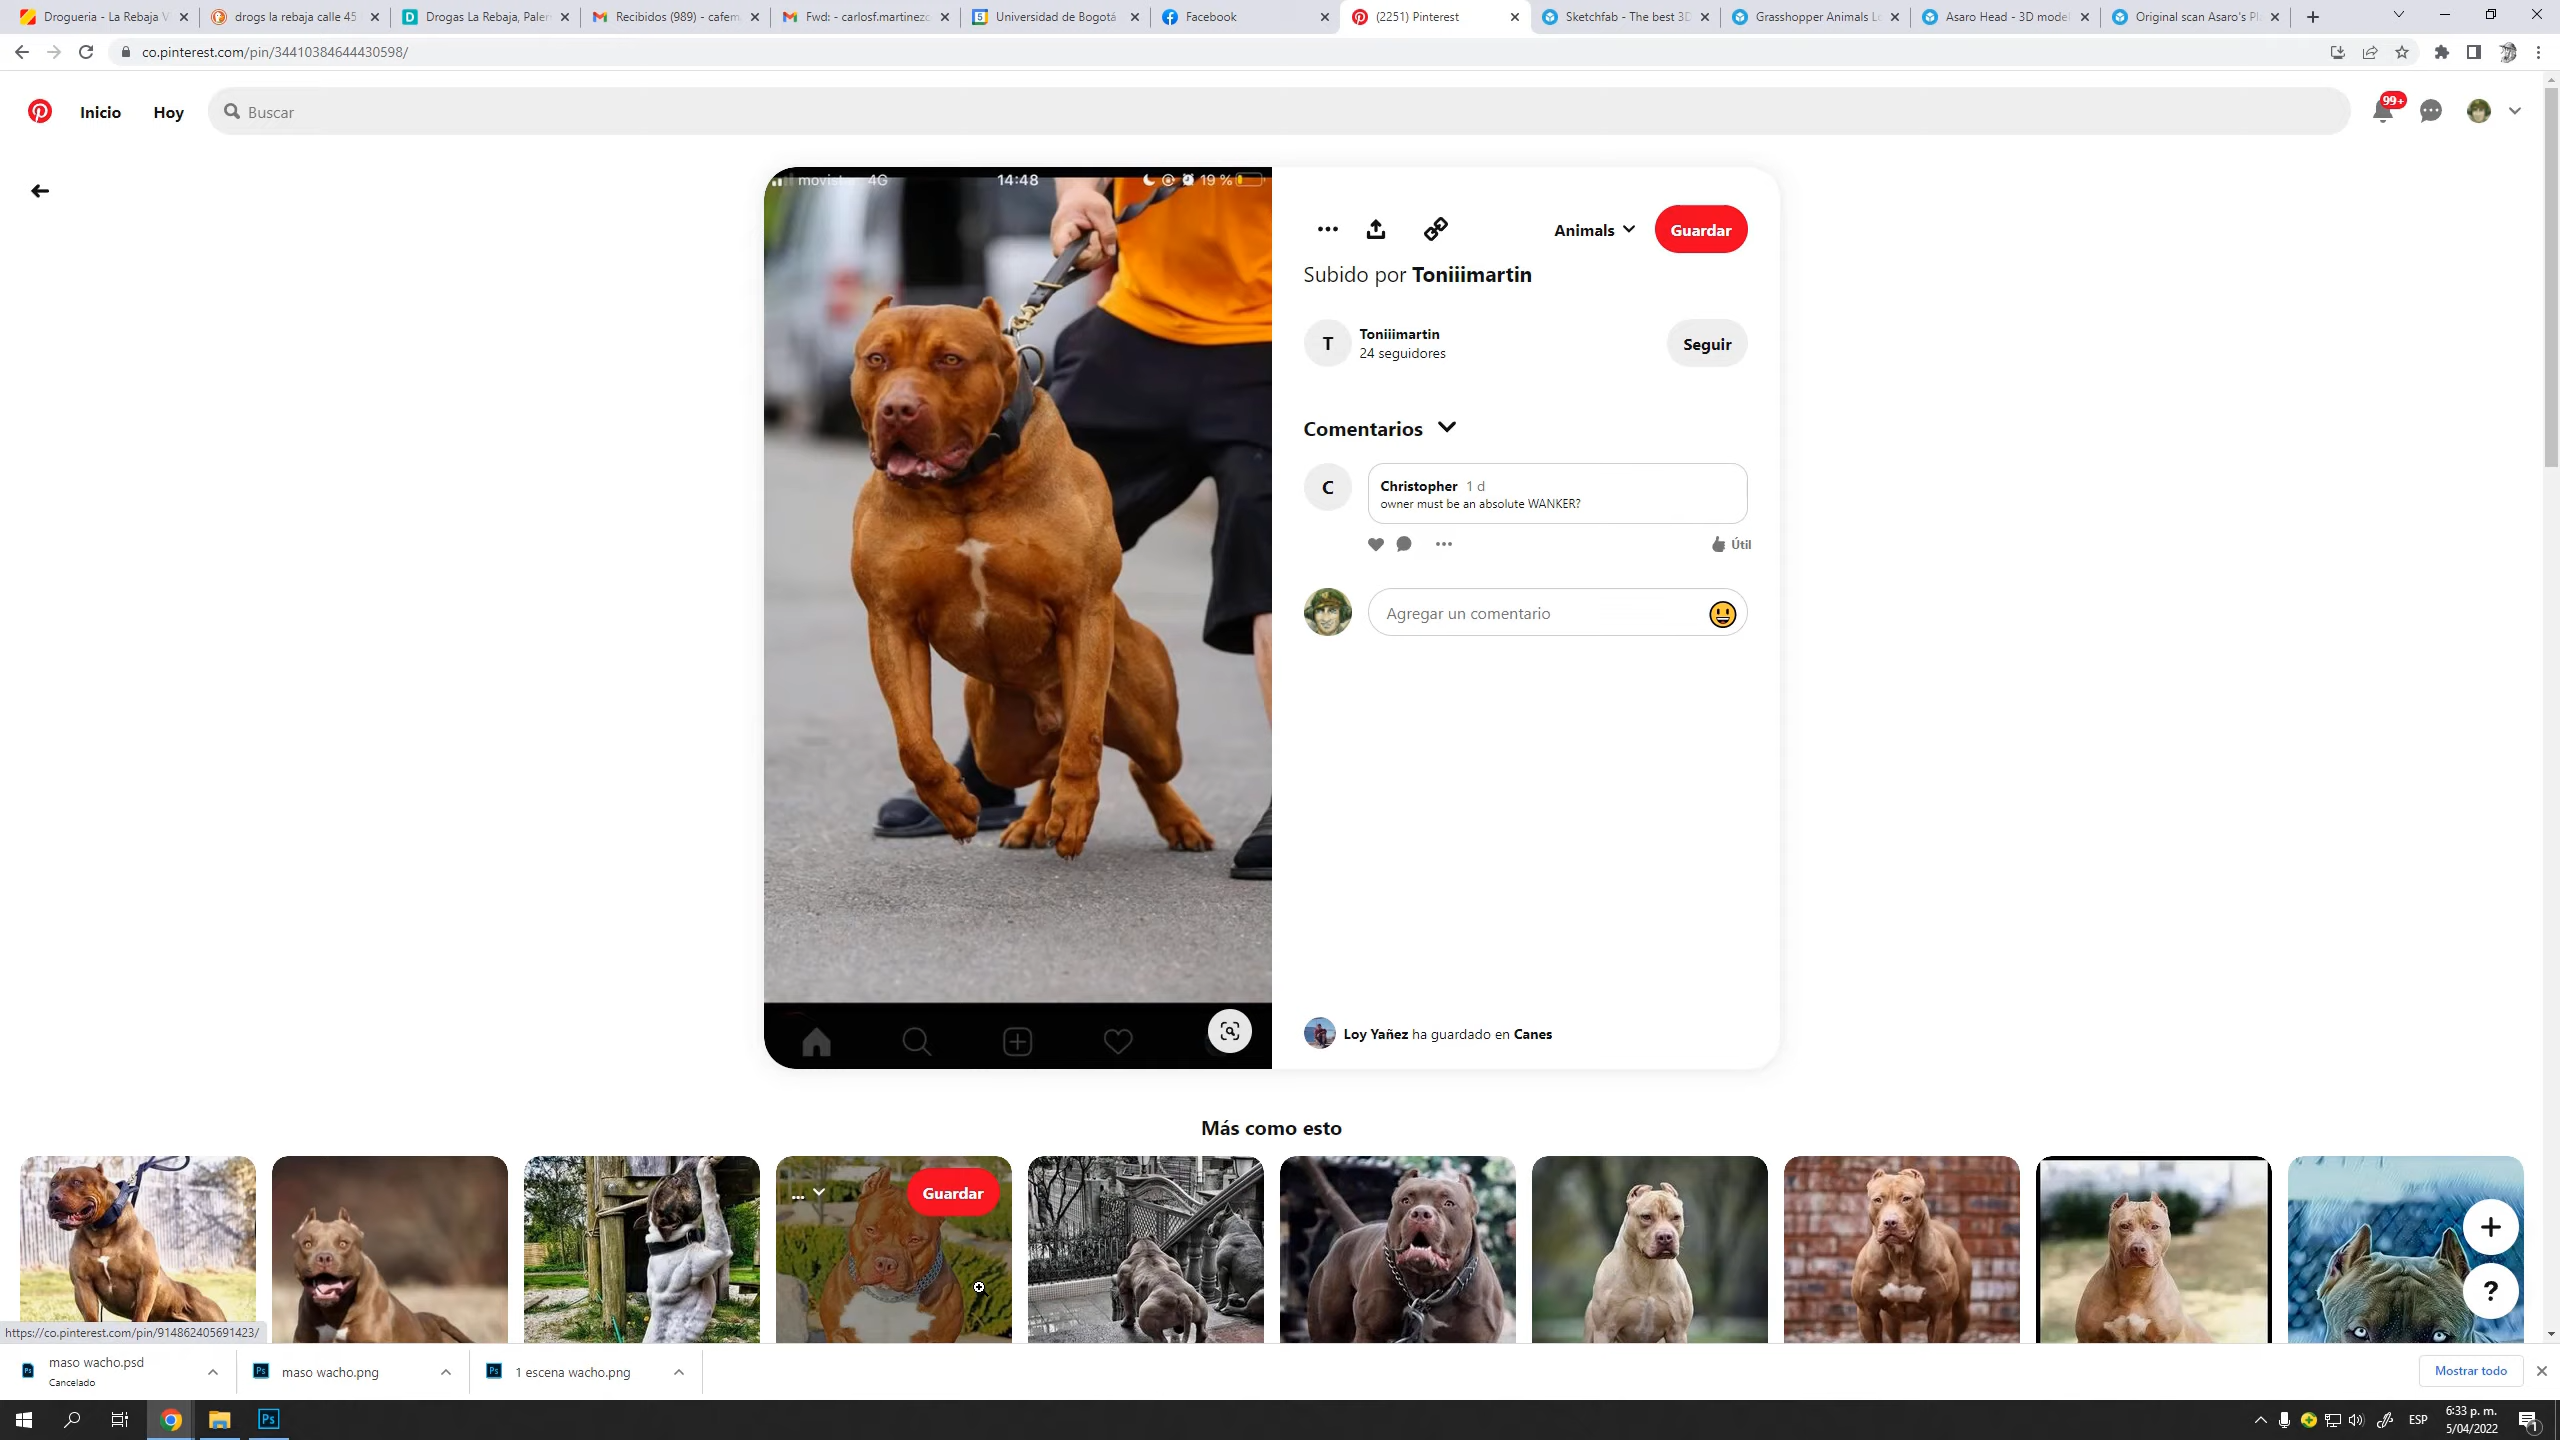 Drogueria - La Rebaja V
drogs la rebaja calle 45
Drogas La Rebaja, Paler
Recibidos (989) - cafem
Fwd: - carlosf.martinezc
Universidad de Bogotá
Facebook
(2251) Pinterest
Sketchfab - The best 3D
Grasshopper Animals Lo
Asaro Head - 3D model
Original scan Asaro's Pl
co.pinterest.com/pin/34410384644430598/
Inicio
Hoy
Buscar
99+
movistar 4G
14:48
19 %
Animals
Guardar
Subido por Toniiimartin
T
Toniiimartin
24 seguidores
Seguir
Comentarios
C
Christopher 1 d
owner must be an absolute WANKER?
Útil
Agregar un comentario
Loy Yañez ha guardado en Canes
Más como esto
... Guardar
https://co.pinterest.com/pin/914862405691423/
maso wacho.psd
Cancelado
maso wacho.png
1 escena wacho.png
Mostrar todo
Ps
ESP
6:33 p. m.
5/04/2022
1